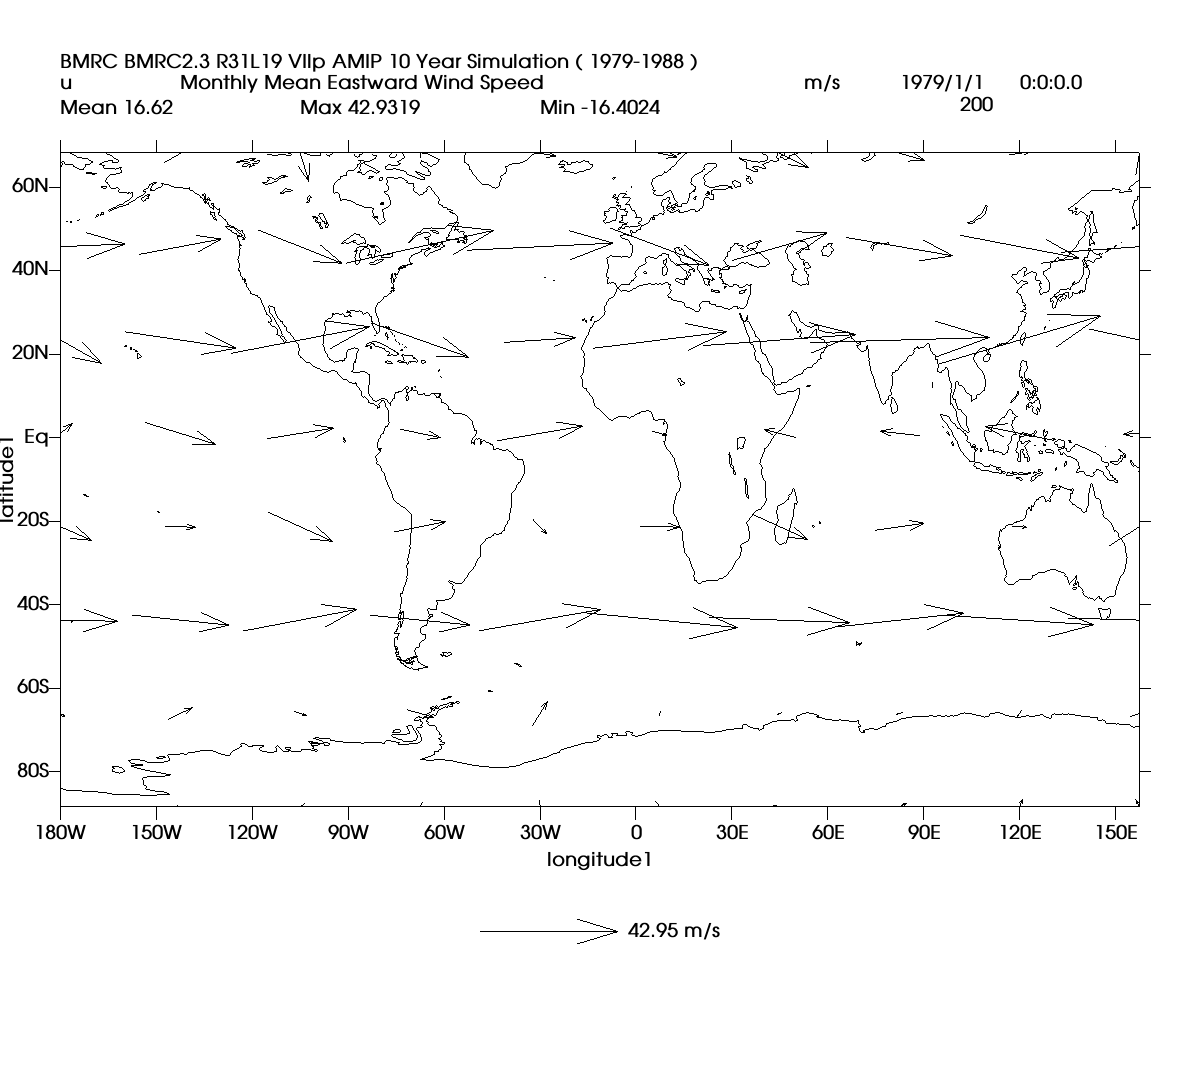 BMRC BMRC2.3 R31L19 VIIp AMIP 10 Year Simulation ( 1979-1988 )
u Monthly Mean Eastward Wind Speed m/s 1979/1/1 0:0:0.0
Mean 16.62 Max 42.9319 Min -16.4024 200
60N
40N
20N
Eq
20S
40S
60S
80S
latitude1
180W 150W 120W 90W 60W 30W 0 30E 60E 90E 120E 150E
longitude1
42.95 m/s